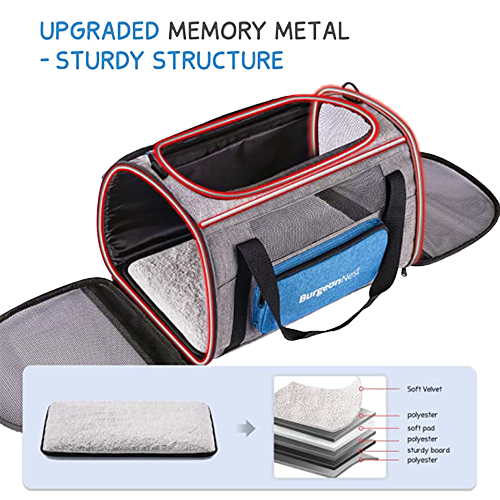 UPGRADED MEMORY METAL
- STURDY STRUCTURE
BurgeonNest
Soft Velvet
polyester
soft pad
polyester
sturdy board
polyester